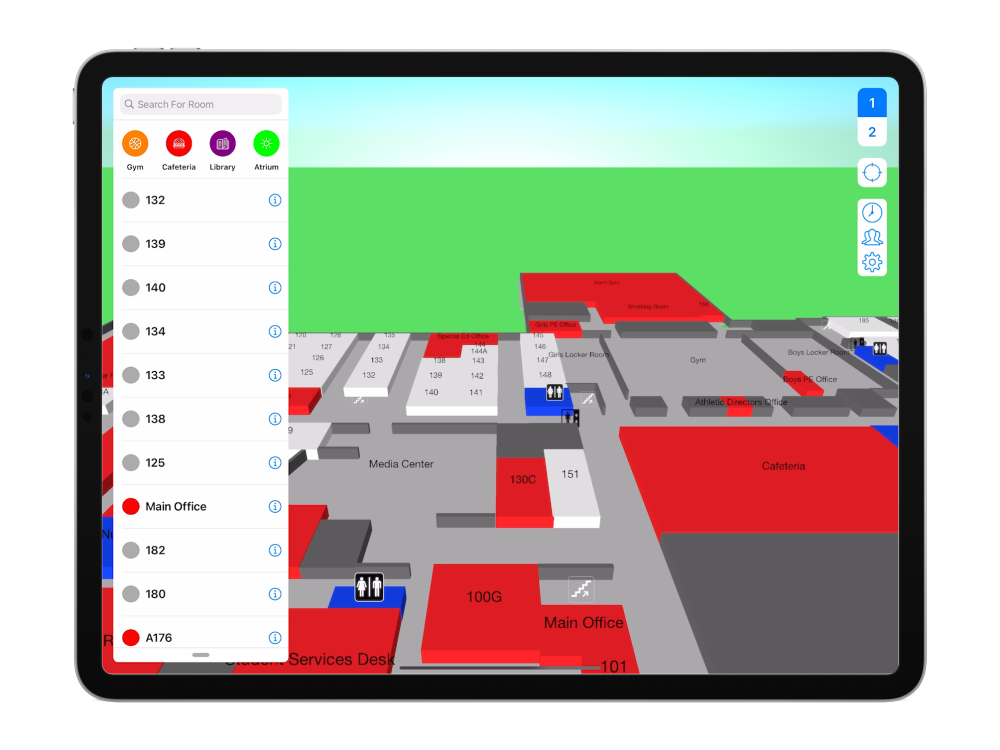 Search For Room
Gym
Cafeteria
Library
Atrium
132
139
140
134
133
138
125
Main Office
182
180
A176
1
2
Working Room
Girls PE Office
Special Ed Office
126
127
125
135
134
133
132
144
144A
138
143
139
142
140
141
145
146
147
148
Girls Locker Room
Gym
Boys Locker Room
195
Boys PE Office
Athletic Directors Office
Media Center
130C
151
Cafeteria
100G
Main Office
Student Services Desk
101